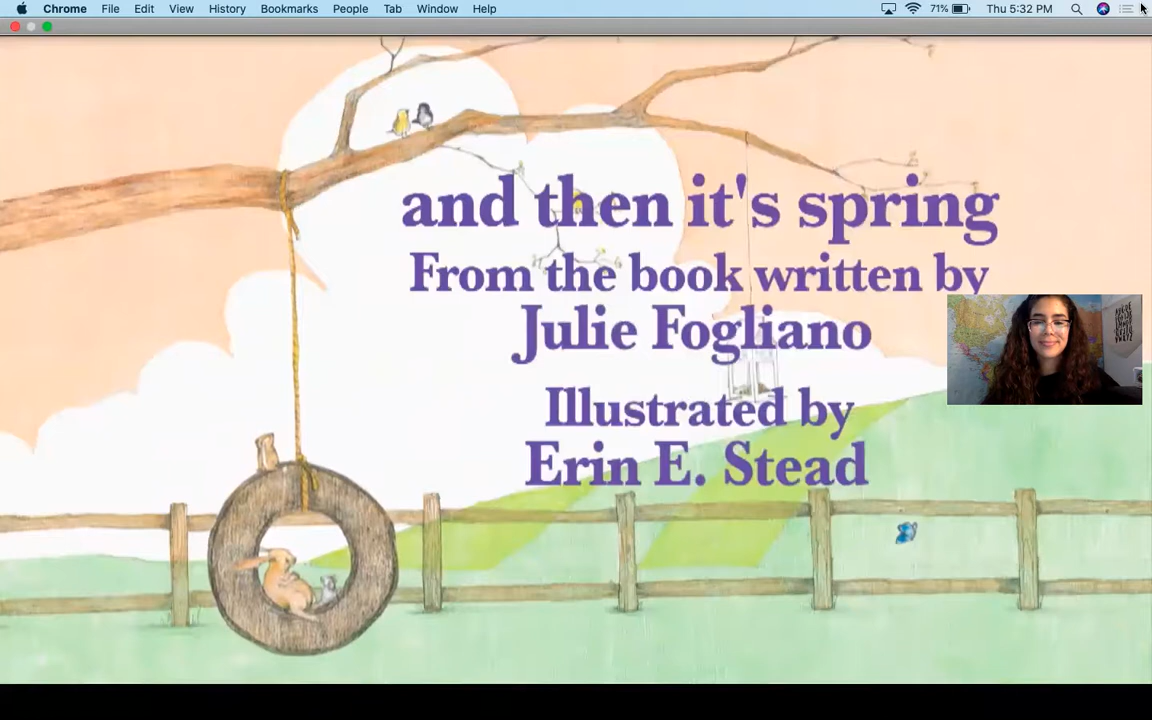 Chrome File Edit View History Bookmarks People Tab Window Help 71% Thu 5:32 PM
and then it's spring
From the book written by
Julie Fogliano
Illustrated by
Erin E. Stead